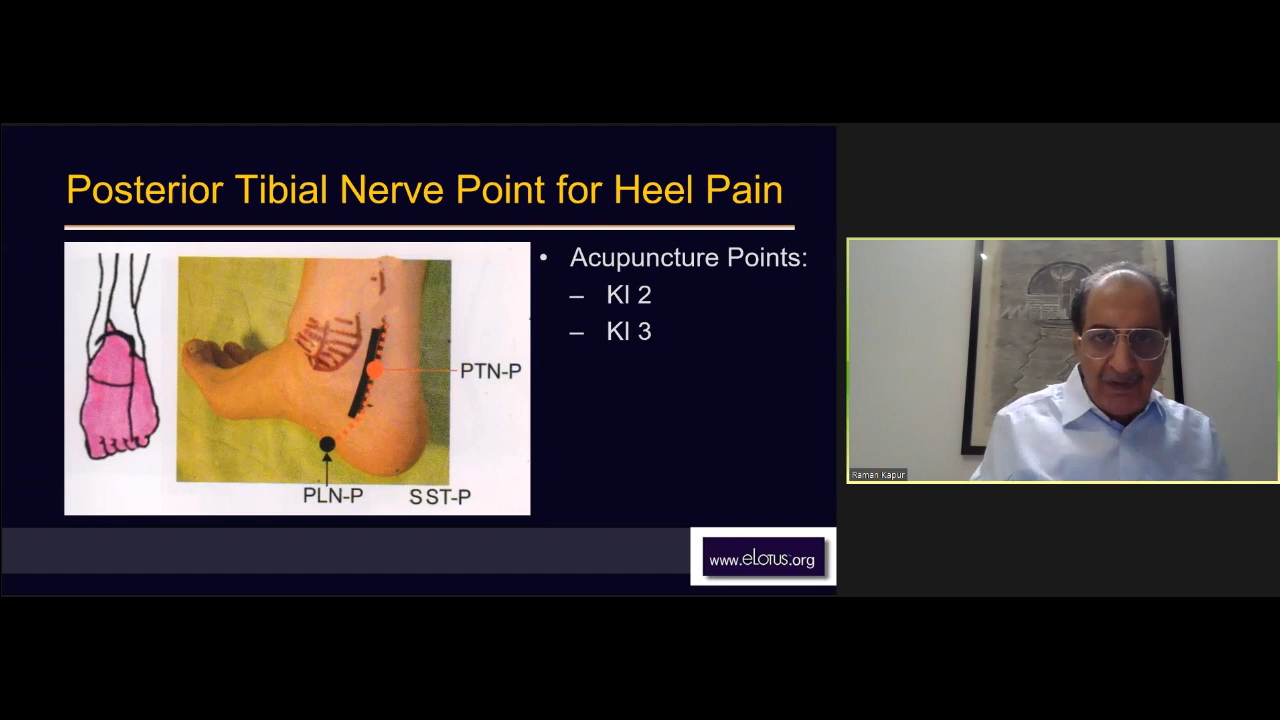 Posterior Tibial Nerve Point for Heel Pain
• Acupuncture Points:
– KI 2
– KI 3
PTN-P
PLN-P
SST-P
www.eLOTUS.org
Raman Kapur